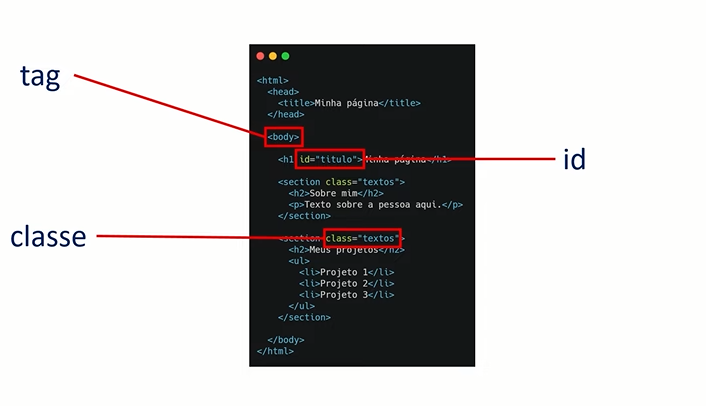 tag
id
classe
<html>
<head>
<title>Minha página</title>
</head>
<body>
<h1 id="titulo">Minha página</h1>
<section class="textos">
<h2>Sobre mim</h2>
<p>Texto sobre a pessoa aqui.</p>
</section>
<section class="textos">
<h2>Meus projetos</h2>
<ul>
<li>Projeto 1</li>
<li>Projeto 2</li>
<li>Projeto 3</li>
</ul>
</section>
</body>
</html>